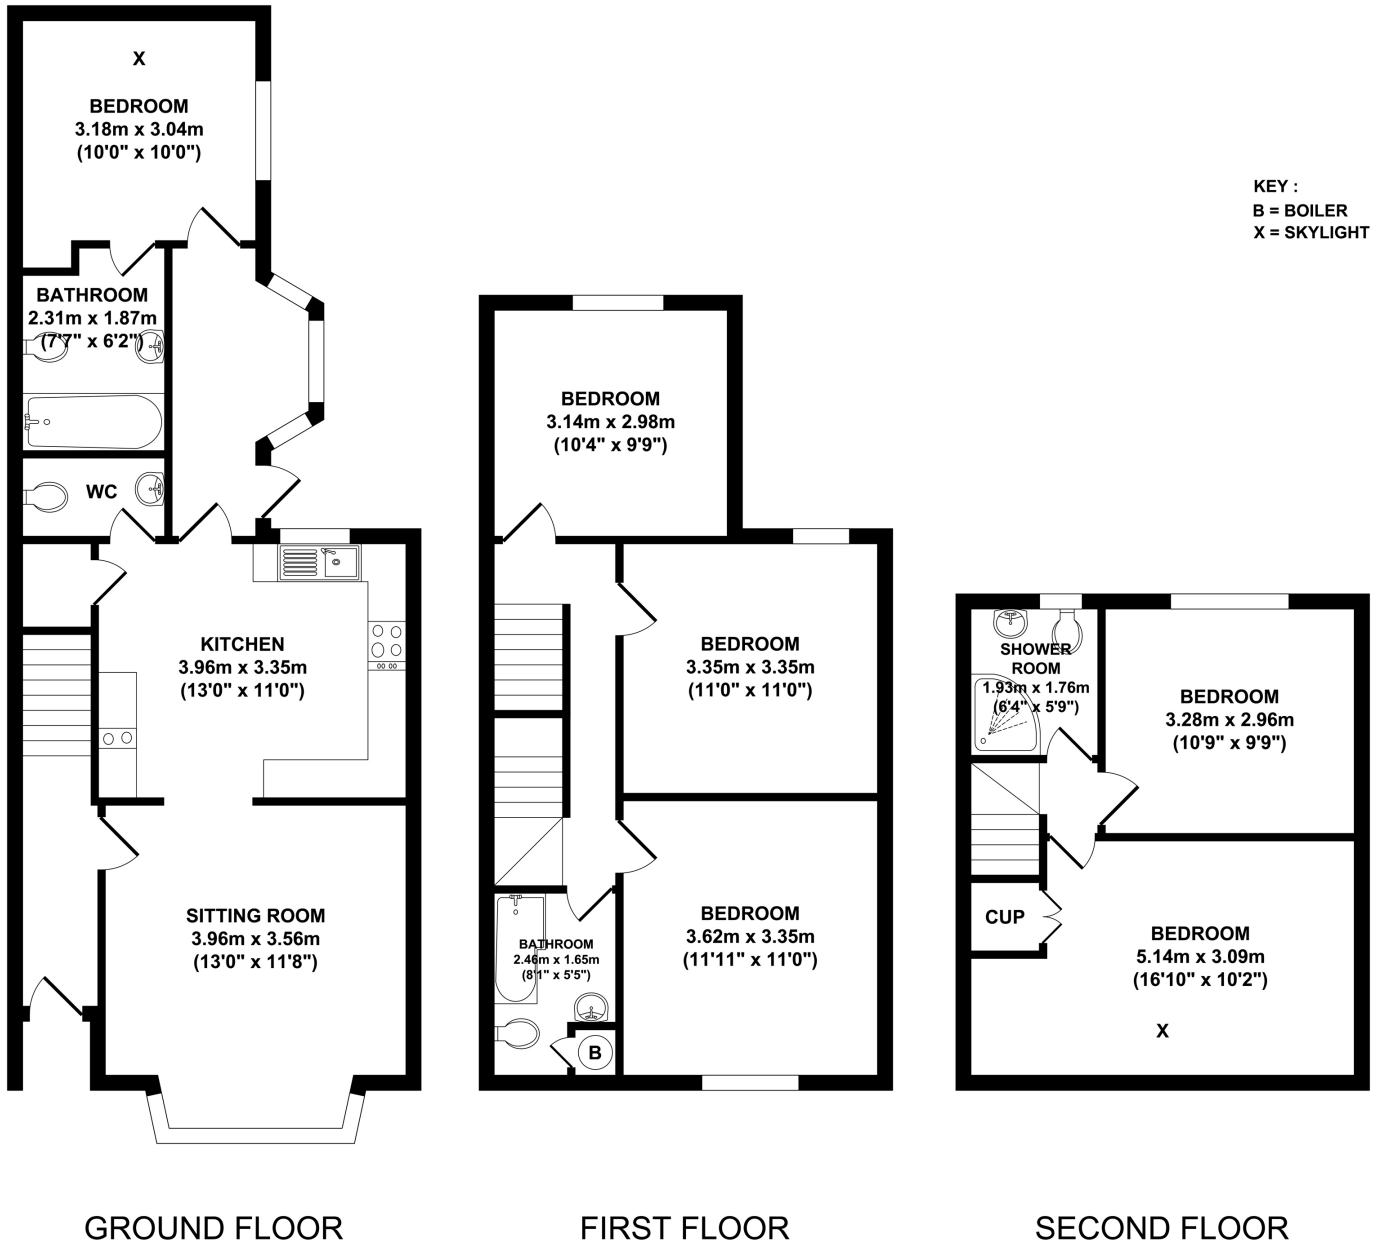 X
BEDROOM
3.18m x 3.04m
(10'0" x 10'0")
BATHROOM
2.31m x 1.87m
(7'7" x 6'2")
WC
KITCHEN
3.96m x 3.35m
(13'0" x 11'0")
SITTING ROOM
3.96m x 3.56m
(13'0" x 11'8")
GROUND FLOOR
BEDROOM
3.14m x 2.98m
(10'4" x 9'9")
BEDROOM
3.35m x 3.35m
(11'0" x 11'0")
BEDROOM
3.62m x 3.35m
(11'11" x 11'0")
BATHROOM
2.46m x 1.65m
(8'1" x 5'5")
B
FIRST FLOOR
KEY :
B = BOILER
X = SKYLIGHT
SHOWER
ROOM
1.93m x 1.76m
(6'4" x 5'9")
BEDROOM
3.28m x 2.96m
(10'9" x 9'9")
CUP
BEDROOM
5.14m x 3.09m
(16'10" x 10'2")
X
SECOND FLOOR